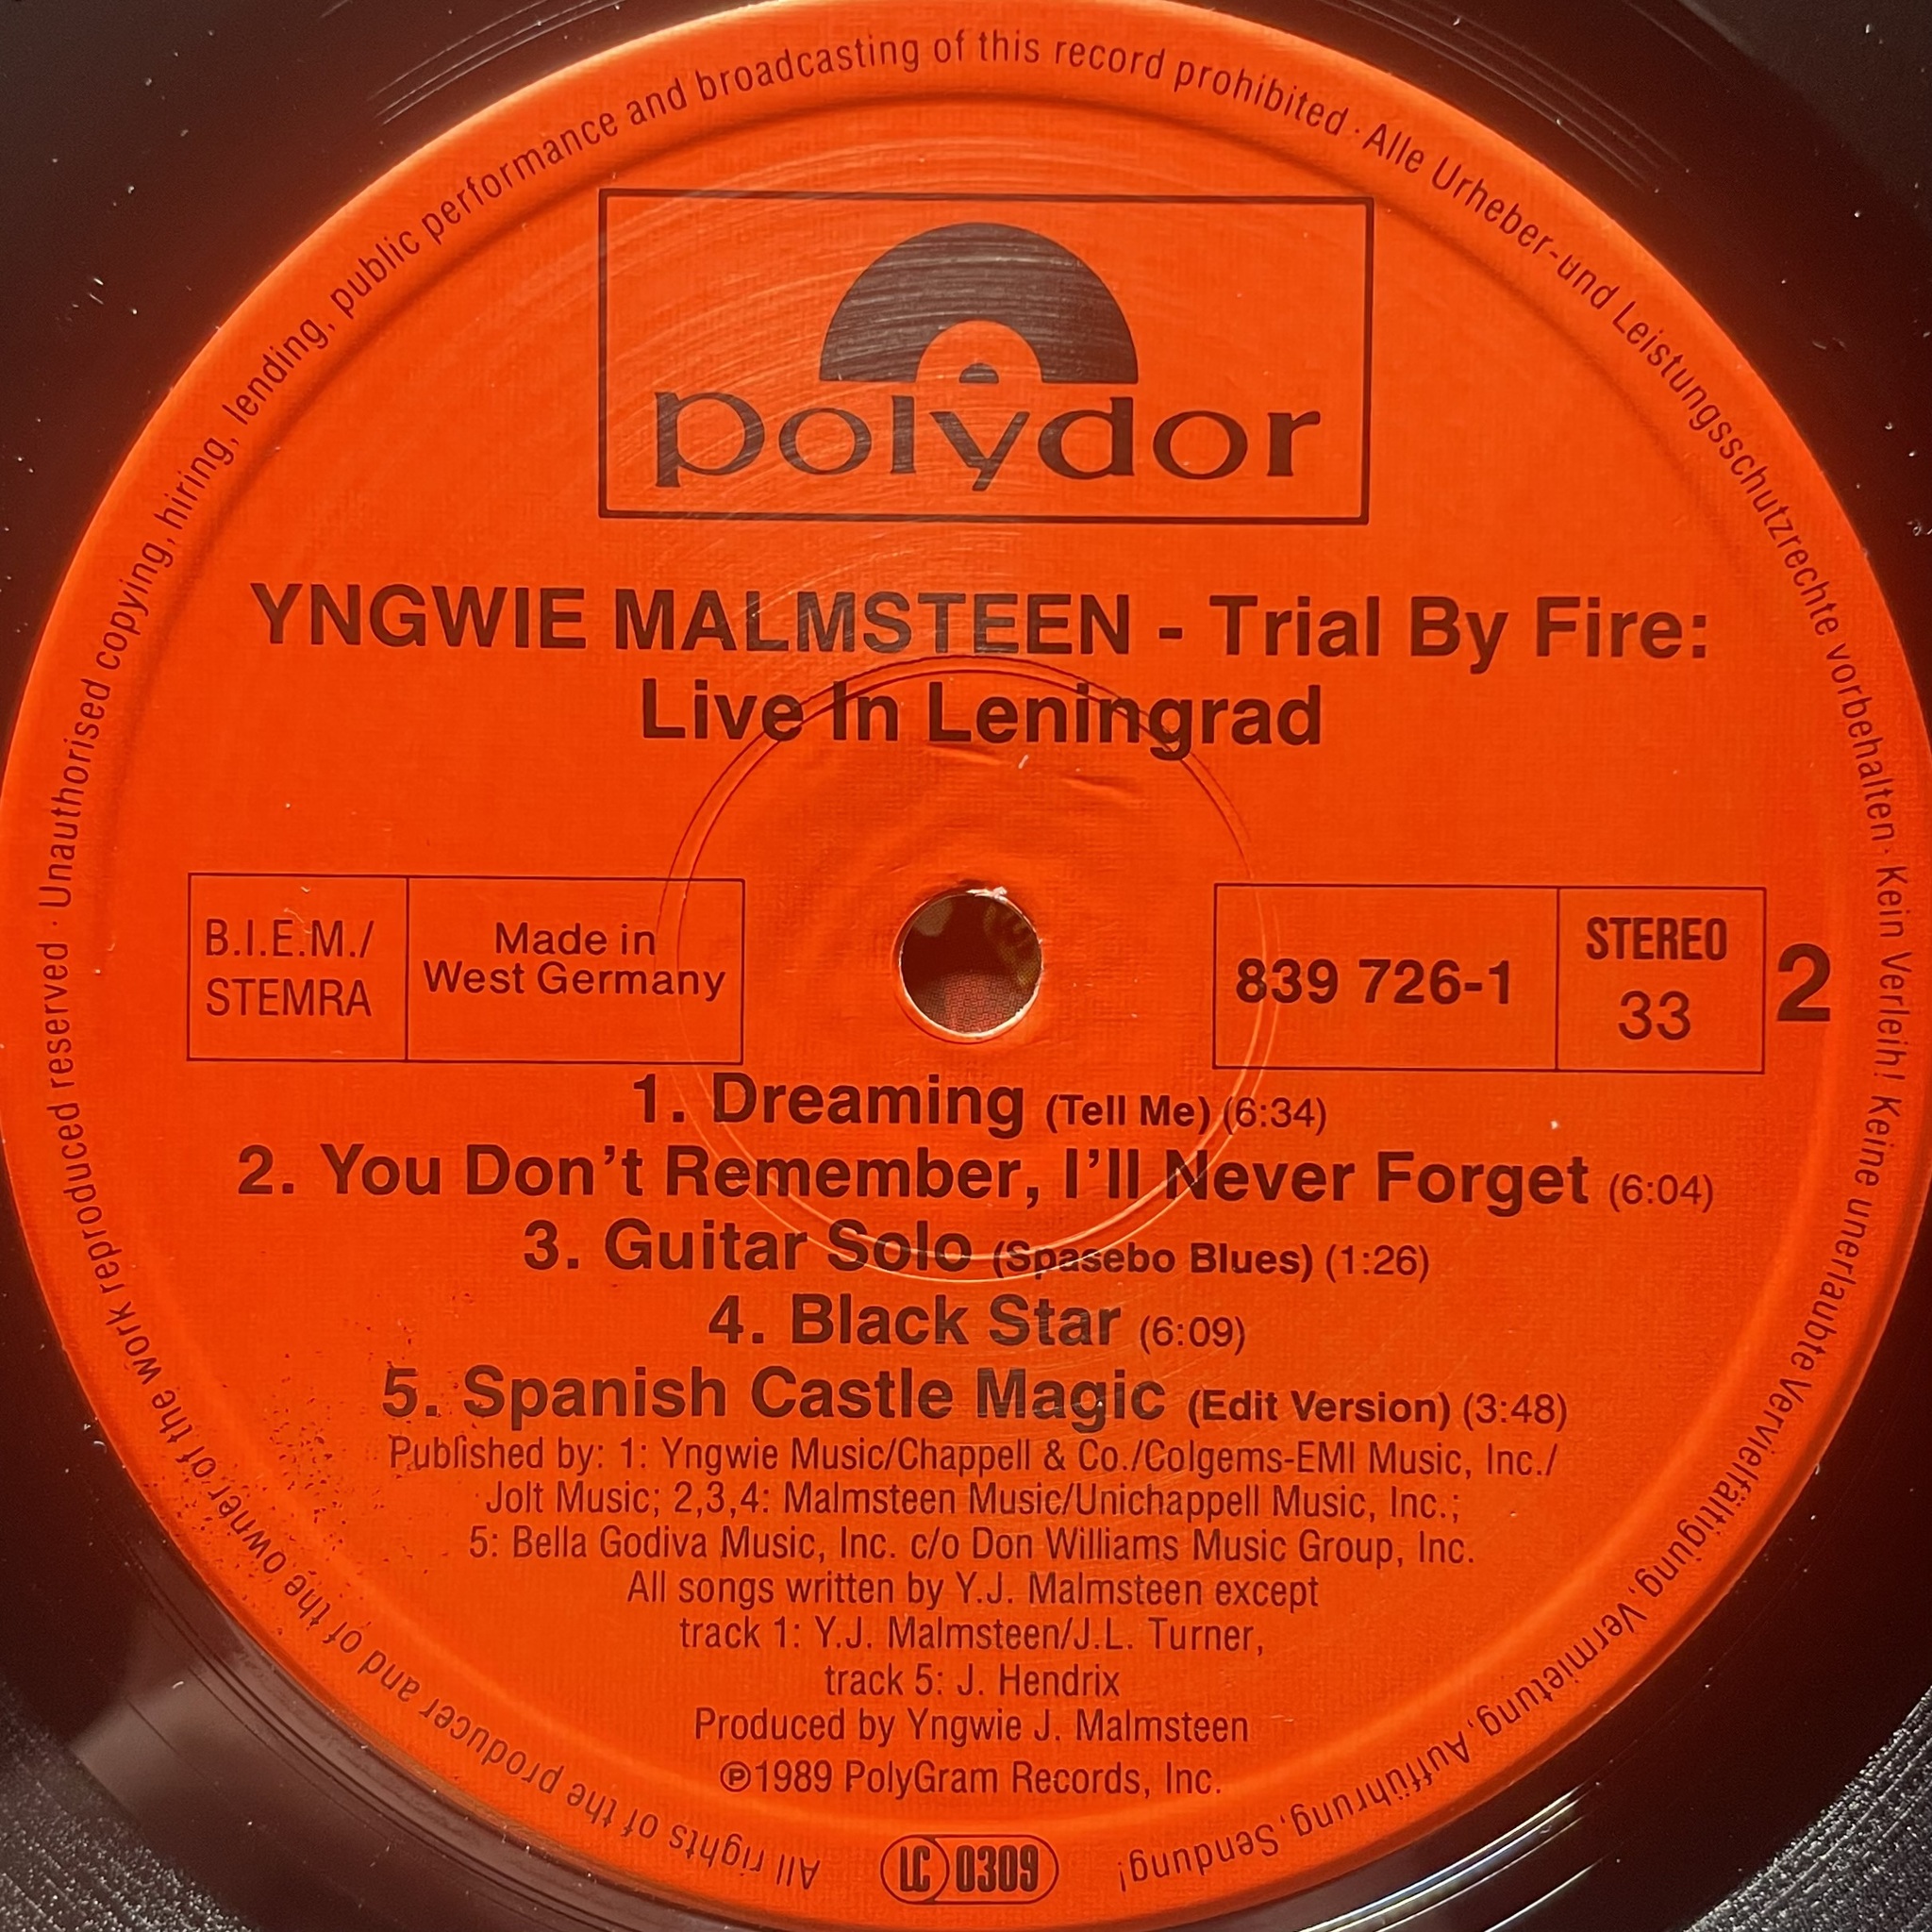 polydor
YNGWIE MALMSTEEN - Trial By Fire:
Live In Leningrad
B.I.E.M./
STEMRA
Made in
West Germany
839 726-1
STEREO
33
2
1. Dreaming (Tell Me) (6:34)
2. You Don't Remember, I'll Never Forget (6:04)
3. Guitar Solo (Spasebo Blues) (1:26)
4. Black Star (6:09)
5. Spanish Castle Magic (Edit Version) (3:48)
Published by: 1: Yngwie Music/Chappell & Co./Colgems-EMI Music, Inc./
Jolt Music; 2,3,4: Malmsteen Music/Unichappell Music, Inc.;
5: Bella Godiva Music, Inc. c/o Don Williams Music Group, Inc.
All songs written by Y.J. Malmsteen except
track 1: Y.J. Malmsteen/J.L. Turner,
track 5: J. Hendrix
Produced by Yngwie J. Malmsteen
℗1989 PolyGram Records, Inc.
LC 0309
All rights of the producer and of the owner of the work reproduced reserved · Unauthorised copying, hiring, lending, public performance and broadcasting of this record prohibited · Alle Urheber-und Leistungsschutzrechte vorbehalten · Kein Verleih! Keine unerlaubte Vervielfältigung, Vermietung, Aufführung, Sendung!